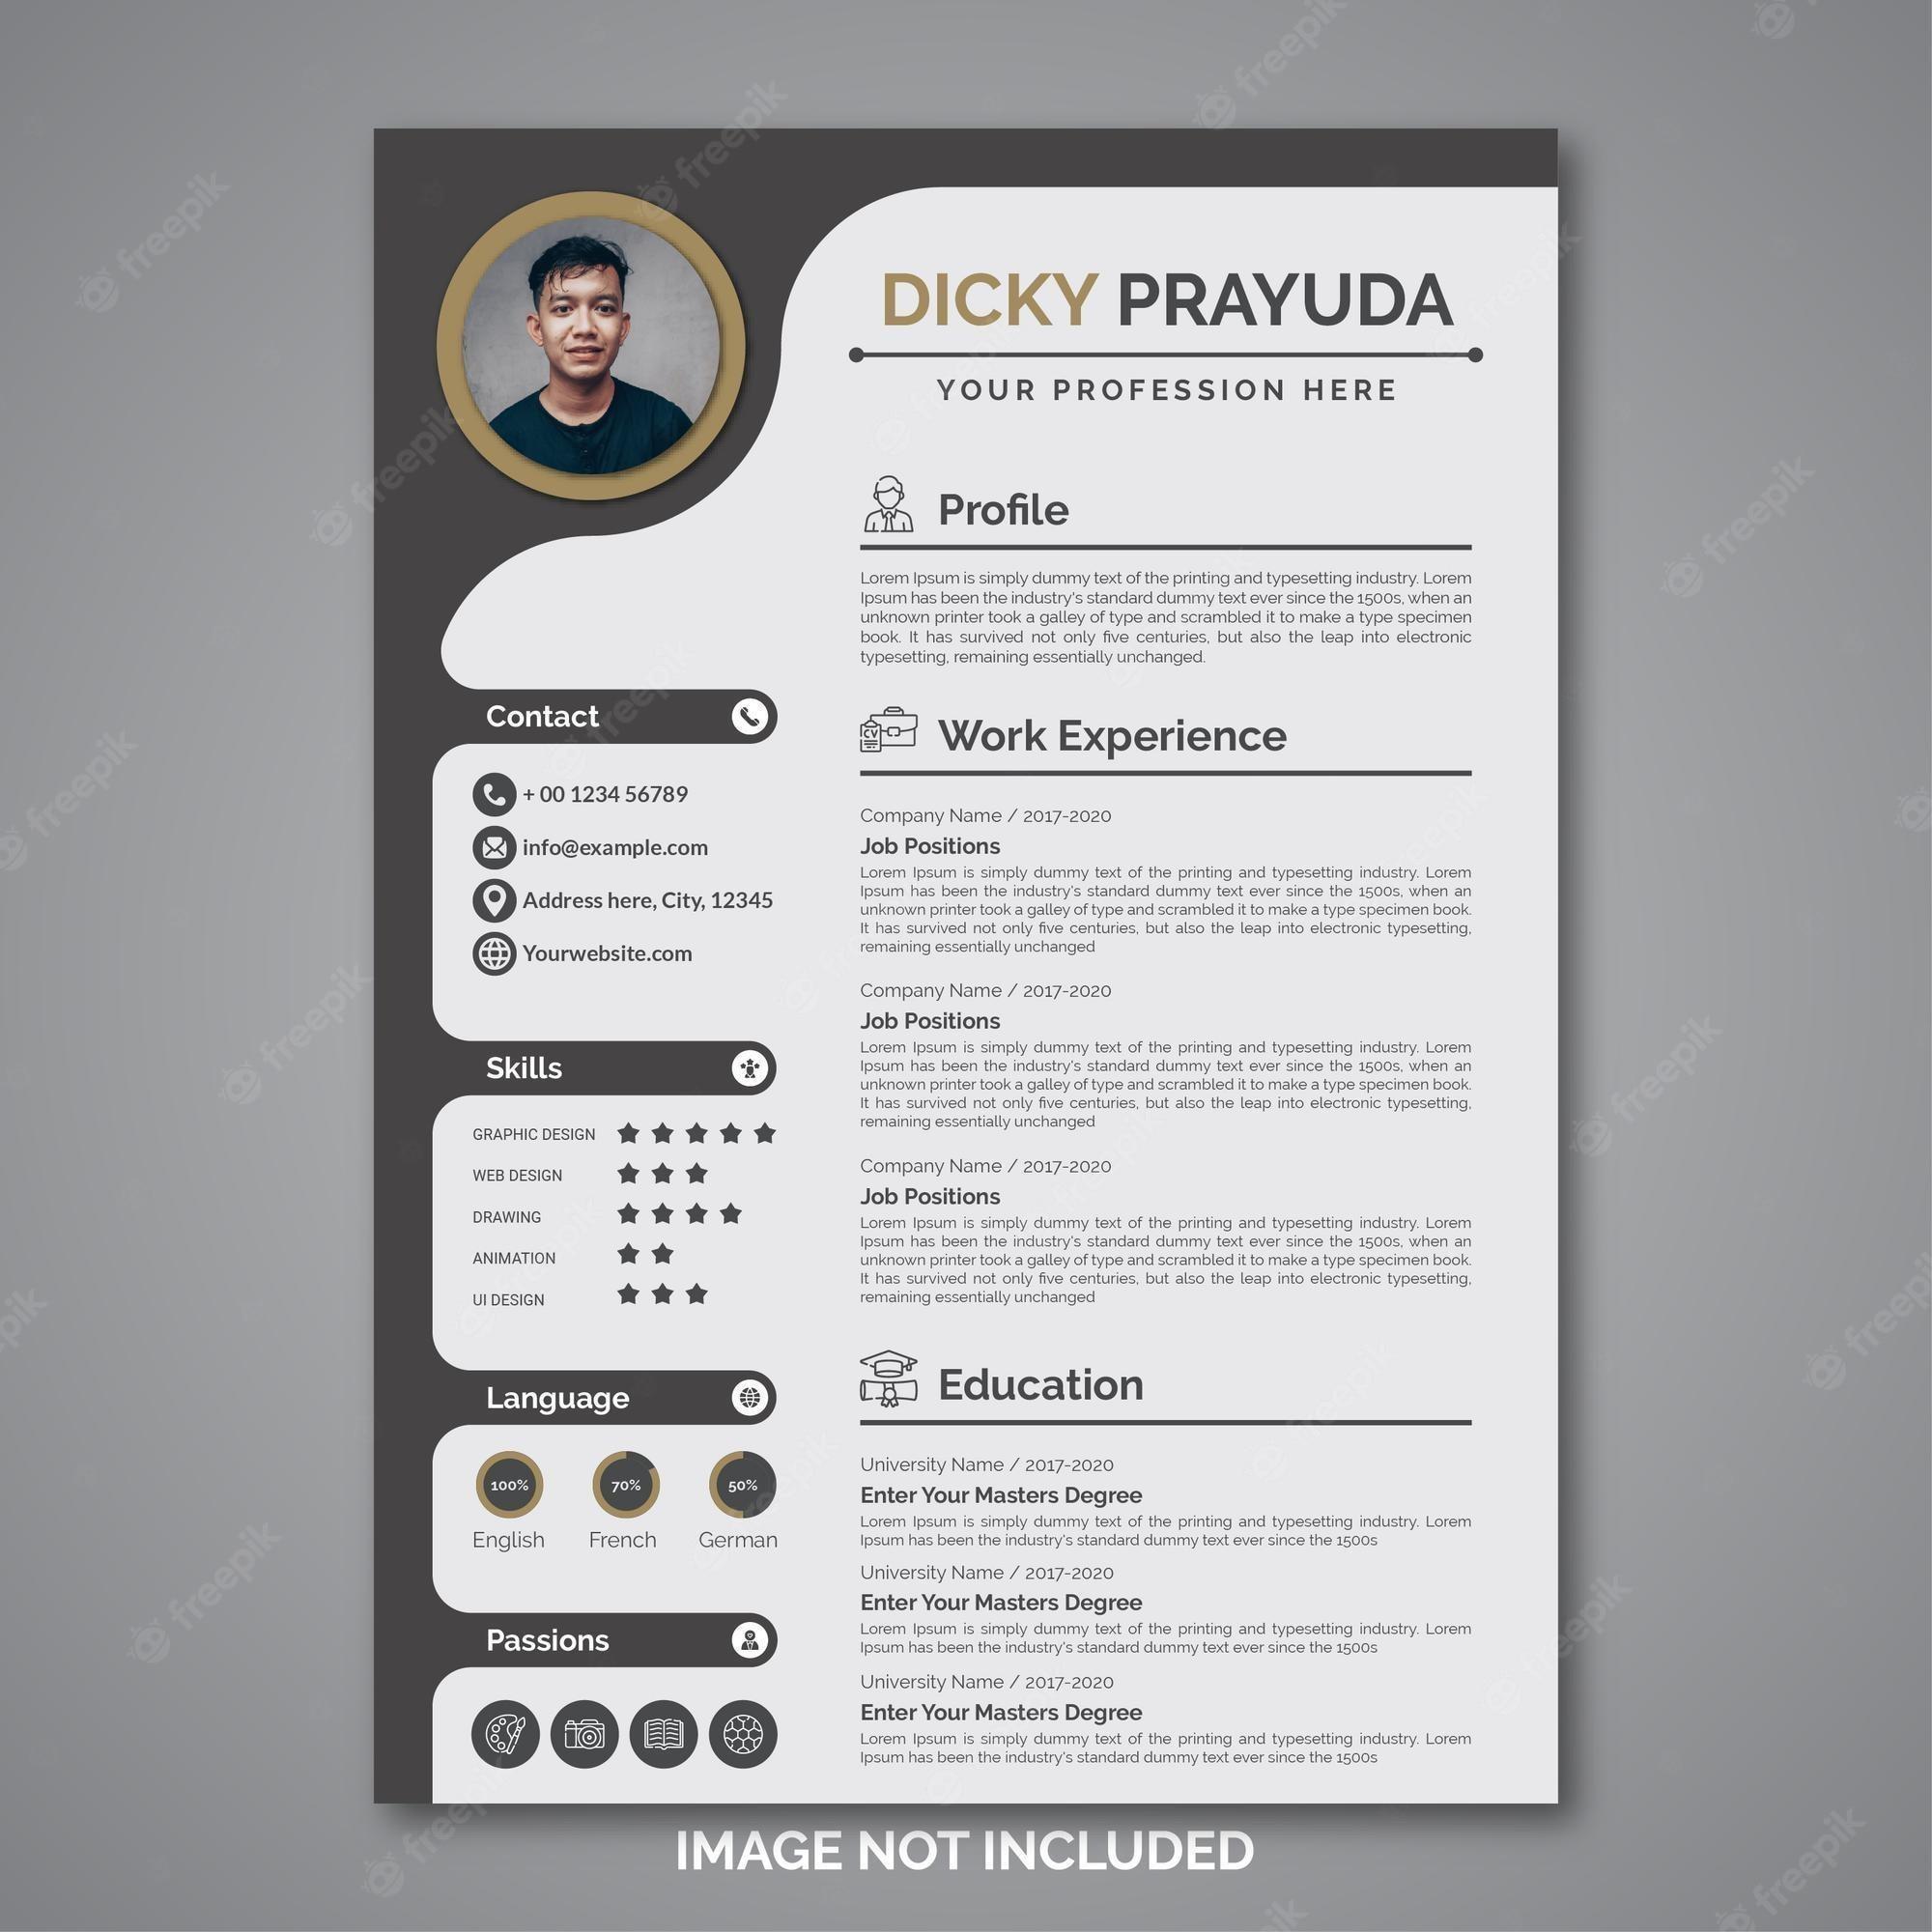 DICKY PRAYUDA
YOUR PROFESSION HERE
Profile
Lorem Ipsum is simply dummy text of the printing and typesetting industry. Lorem
Ipsum has been the industry's standard dummy text ever since the 1500s, when an
unknown printer took a galley of type and scrambled it to make a type specimen
book. It has survived not only five centuries, but also the leap into electronic
typesetting, remaining essentially unchanged.
Work Experience
CV
Company Name / 2017-2020
Job Positions
Lorem Ipsum is simply dummy text of the printing and typesetting industry. Lorem
Ipsum has been the industry's standard dummy text ever since the 1500s, when an
unknown printer took a galley of type and scrambled it to make a type specimen book.
It has survived not only five centuries, but also the leap into electronic typesetting,
remaining essentially unchanged
Company Name / 2017-2020
Job Positions
Lorem Ipsum is simply dummy text of the printing and typesetting industry. Lorem
Ipsum has been the industry's standard dummy text ever since the 1500s, when an
unknown printer took a galley of type and scrambled it to make a type specimen book.
It has survived not only five centuries, but also the leap into electronic typesetting,
remaining essentially unchanged
Company Name / 2017-2020
Job Positions
Lorem Ipsum is simply dummy text of the printing and typesetting industry. Lorem
Ipsum has been the industry's standard dummy text ever since the 1500s, when an
unknown printer took a galley of type and scrambled it to make a type specimen book.
It has survived not only five centuries, but also the leap into electronic typesetting,
remaining essentially unchanged
Education
University Name / 2017-2020
Enter Your Masters Degree
Lorem Ipsum is simply dummy text of the printing and typesetting industry. Lorem
Ipsum has been the industry's standard dummy text ever since the 1500s
University Name / 2017-2020
Enter Your Masters Degree
Lorem Ipsum is simply dummy text of the printing and typesetting industry. Lorem
Ipsum has been the industry's standard dummy text ever since the 1500s
University Name / 2017-2020
Enter Your Masters Degree
Lorem Ipsum is simply dummy text of the printing and typesetting industry. Lorem
Ipsum has been the industry's standard dummy text ever since the 1500s
Contact
+ 00 1234 56789
info@example.com
Address here, City, 12345
Yourwebsite.com
Skills
GRAPHIC DESIGN
WEB DESIGN
DRAWING
ANIMATION
UI DESIGN
Language
100% 70% 50%
English French German
Passions
IMAGE NOT INCLUDED
freepik